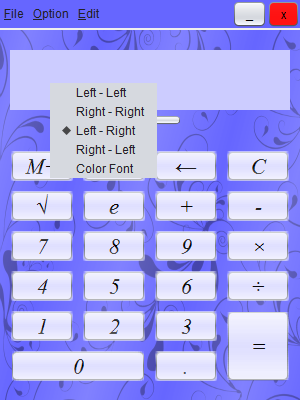 File Option Edit _ x
Left - Left
Right - Right
Left - Right
Right - Left
Color Font
M ← C
√ e + -
7 8 9 ×
4 5 6 ÷
1 2 3 =
0 .